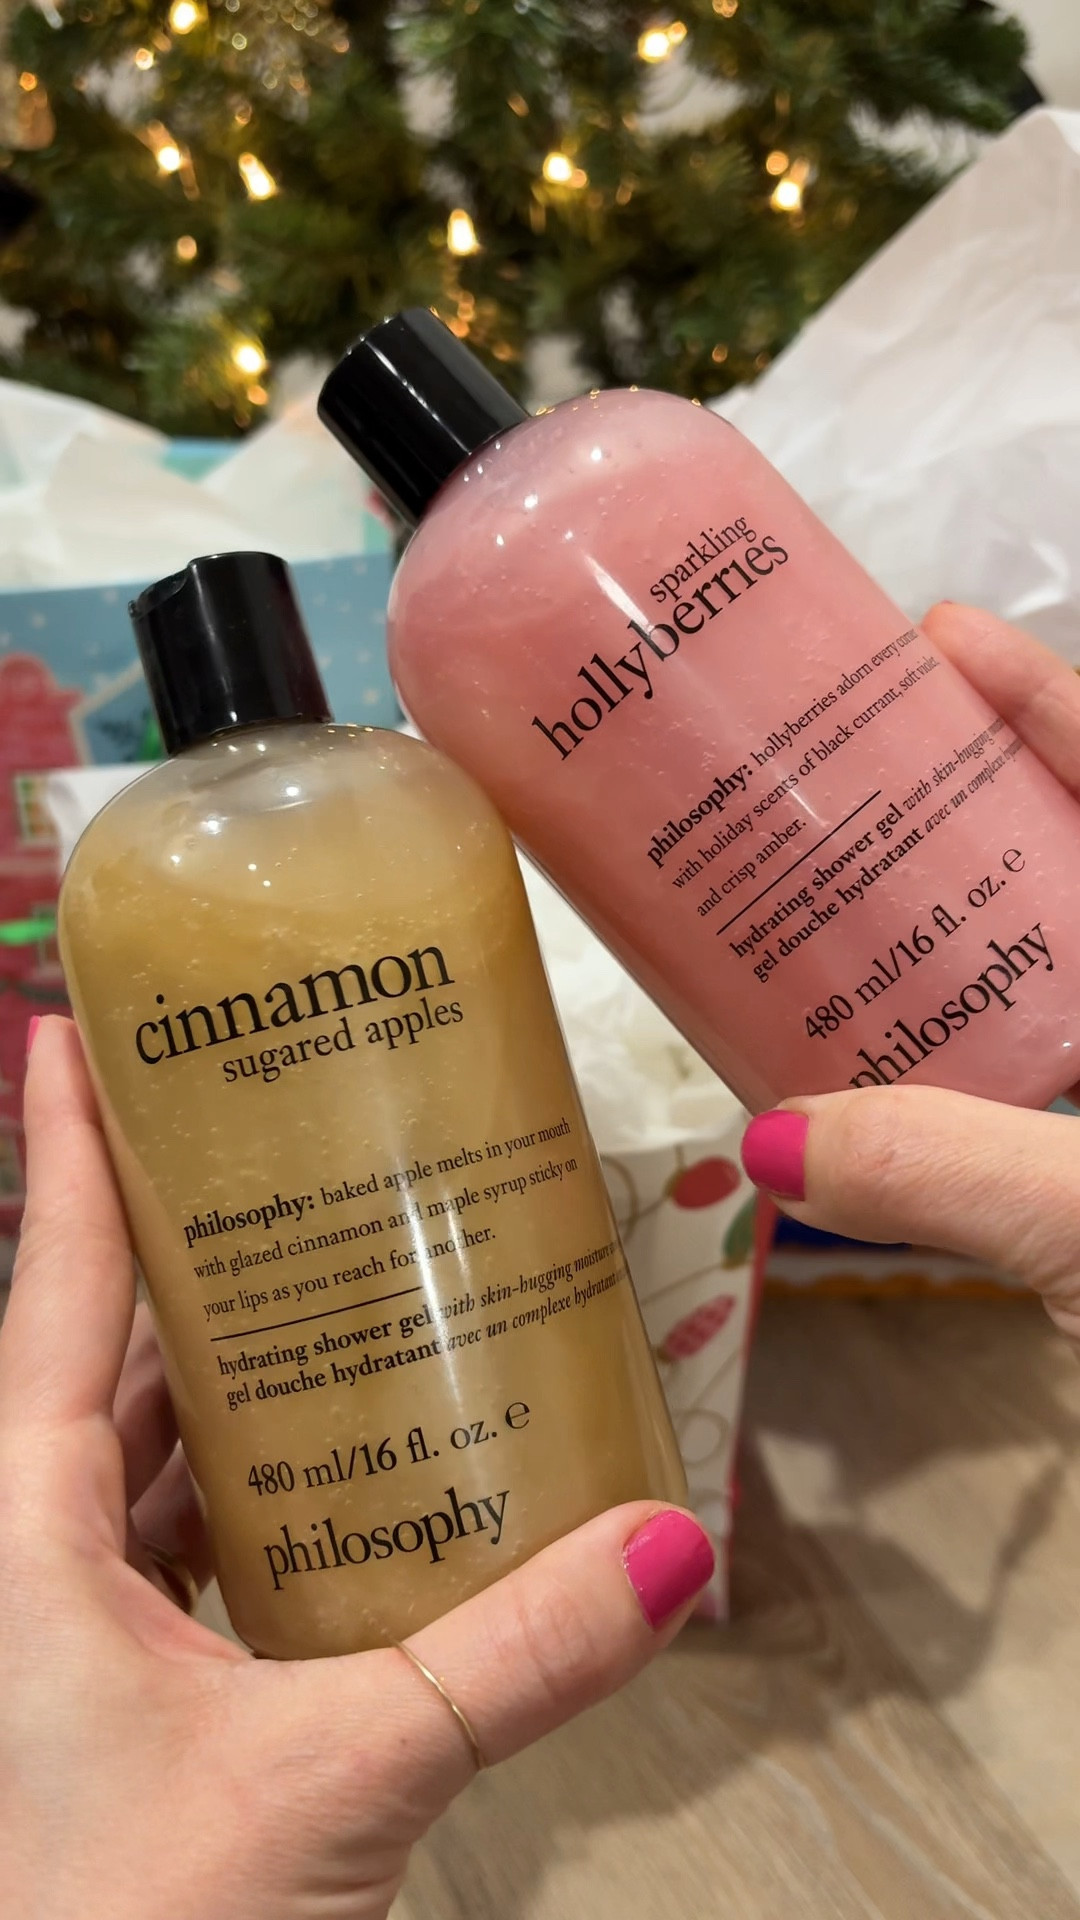 sparkling
hollyberries
philosophy: hollyberries adorn every corner
with holiday scents of black currant, soft violet,
and crisp amber.
hydrating shower gel with skin-hugging
gel douche hydratant avec un complexe
480 ml/16 fl. oz. ℮
philosophy
cinnamon
sugared apples
philosophy: baked apple melts in your mouth
with glazed cinnamon and maple syrup sticky on
your lips as you reach for another.
hydrating shower gel with skin-hugging moisture
gel douche hydratant avec un complexe hydratant
480 ml/16 fl. oz. ℮
philosophy